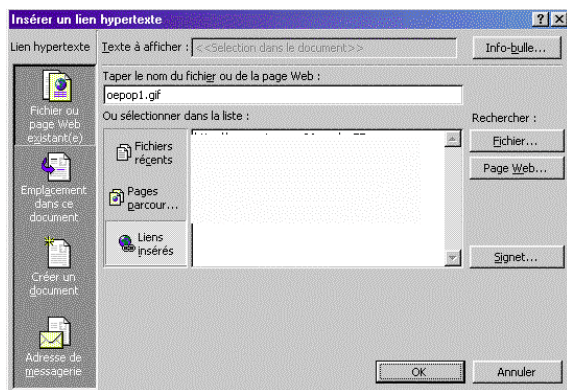 Insérer un lien hypertexte
Lien hypertexte
Texte à afficher : <<Sélection dans le document>>
Info-bulle...
Taper le nom du fichier ou de la page Web :
oepop1.gif
Ou sélectionner dans la liste :
Rechercher :
Fichier ou
page Web
existant(e)
Emplacement
dans ce
document
Créer un
document
Adresse de
messagerie
Fichiers
récents
Pages
parcour...
Liens
insérés
Fichier...
Page Web...
Signet...
OK
Annuler